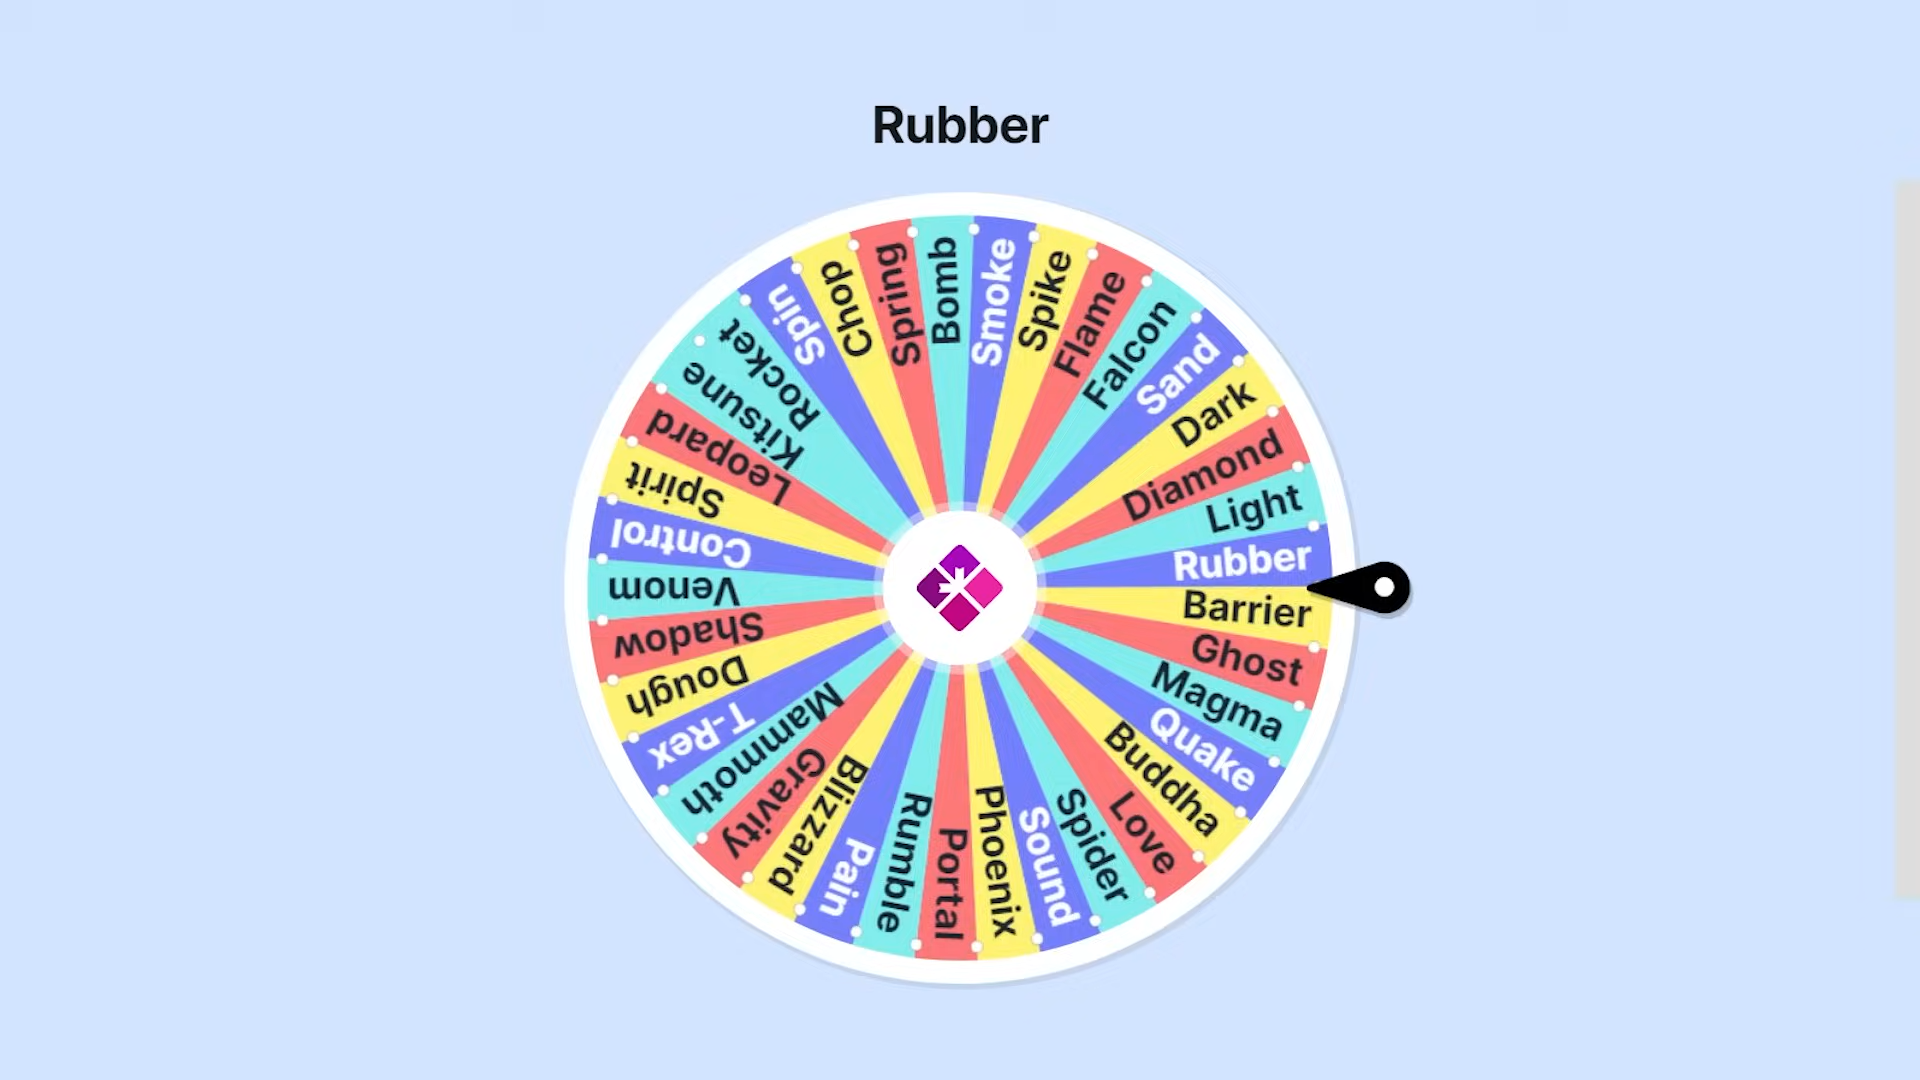 Rubber
Rocket
Spin
Chop
Spring
Bomb
Smoke
Spike
Flame
Falcon
Sand
Dark
Diamond
Light
Rubber
Barrier
Ghost
Magma
Quake
Buddha
Love
Spider
Sound
Phoenix
Portal
Rumble
Pain
Blizzard
Gravity
Mammoth
T-Rex
Dough
Shadow
Venom
Control
Spirit
Leopard
Kitsune